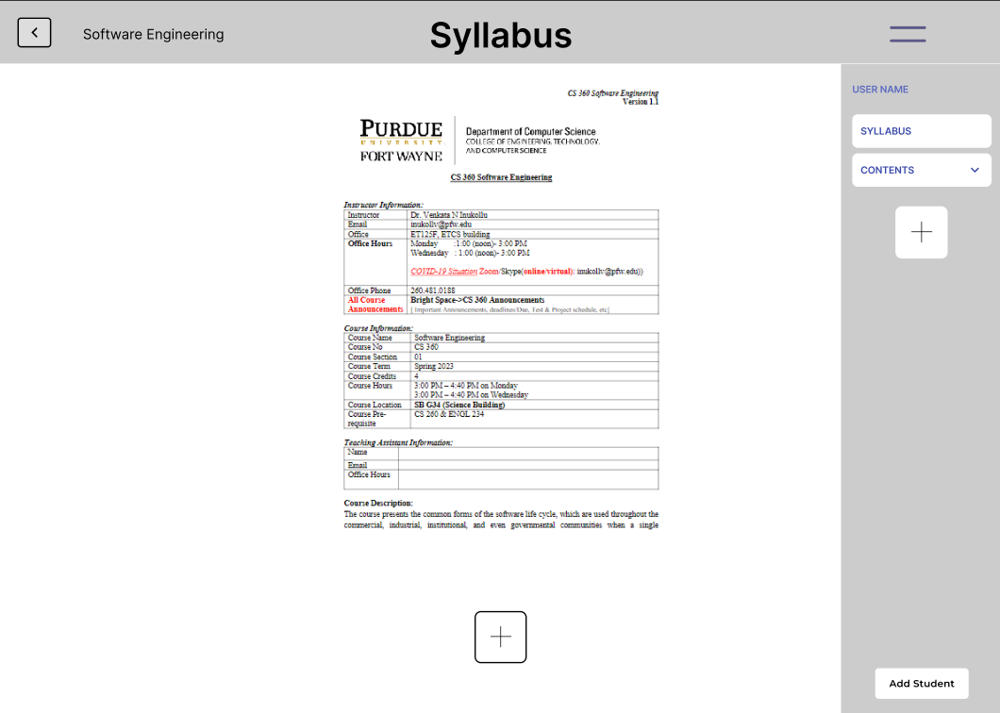 Software Engineering
Syllabus
CS 360 Software Engineering
Version 1.1
PURDUE
UNIVERSITY.
FORT WAYNE
Department of Computer Science
COLLEGE OF ENGINEERING, TECHNOLOGY,
AND COMPUTER SCIENCE
CS 360 Software Engineering
Instructor Information:
Instructor Dr. Venkata N Inukollu
Email inukollv@pfw.edu
Office ET125F, ETCS building
Office Hours Monday :1:00 (noon)- 3:00 PM
Wednesday : 1:00 (noon)- 3:00 PM
COVID-19 Situation Zoom/Skype(online/virtual): inukollv@pfw.edu))
Office Phone 260.481.0188
All Course Bright Space->CS 360 Announcements
Announcements [ Important Announcements, deadlines/Due, Test & Project schedule, etc]
Course Information:
Course Name Software Engineering
Course No CS 360
Course Section 01
Course Term Spring 2023
Course Credits 4
Course Hours 3:00 PM – 4:40 PM on Monday
3:00 PM – 4:40 PM on Wednesday
Course Location SB G34 (Science Building)
Course Pre- CS 260 & ENGL 234
requisite
Teaching Assistant Information:
Name
Email
Office Hours
Course Description:
The course presents the common forms of the software life cycle, which are used throughout the
commercial, industrial, institutional, and even governmental communities when a single
USER NAME
SYLLABUS
CONTENTS
Add Student